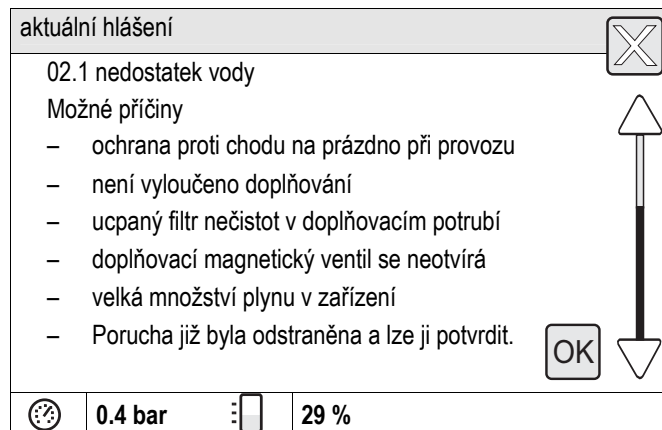 aktuální hlášení
02.1 nedostatek vody
Možné příčiny
– ochrana proti chodu na prázdno při provozu
– není vyloučeno doplňování
– ucpaný filtr nečistot v doplňovacím potrubí
– doplňovací magnetický ventil se neotvírá
– velká množství plynu v zařízení
– Porucha již byla odstraněna a lze ji potvrdit.
OK
0.4 bar 29 %